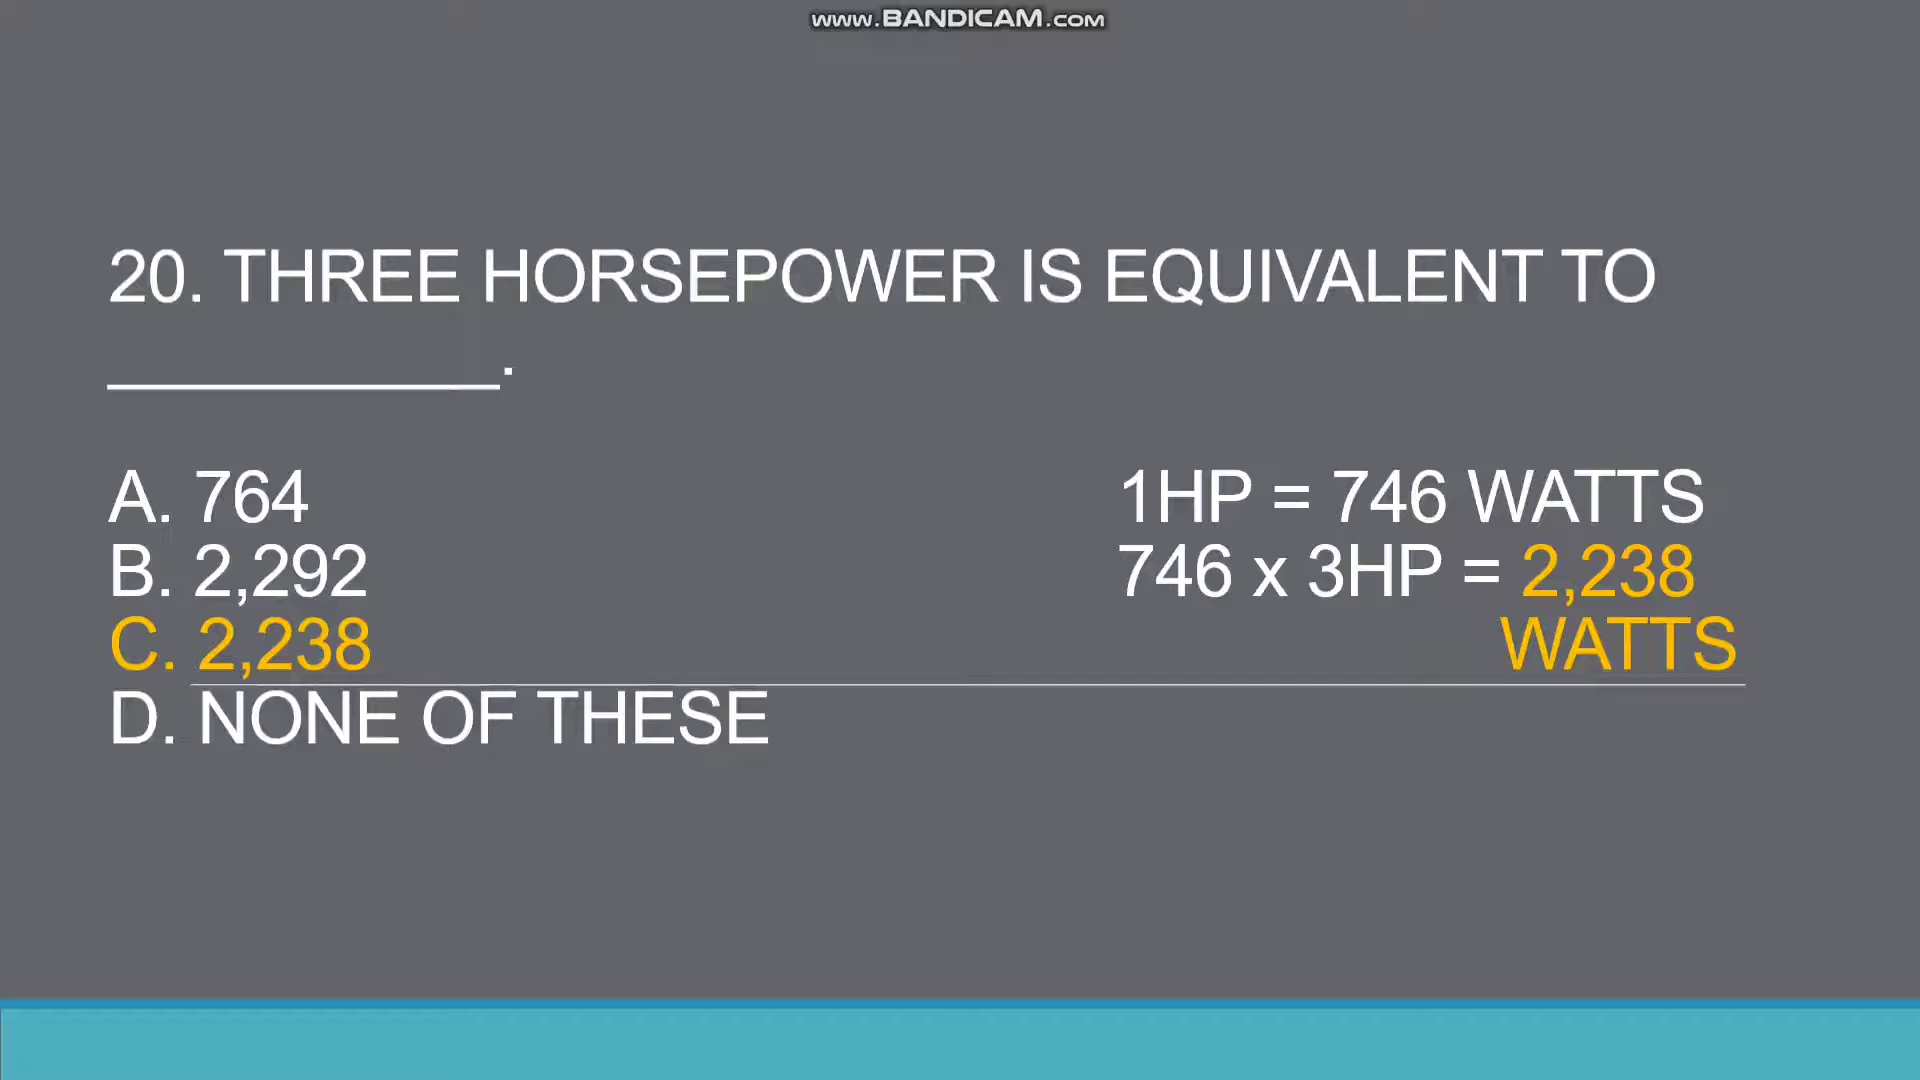 www.BANDICAM.com
20. THREE HORSEPOWER IS EQUIVALENT TO
___________.
A. 764
B. 2,292
C. 2,238
D. NONE OF THESE
1HP = 746 WATTS
746 x 3HP = 2,238
WATTS